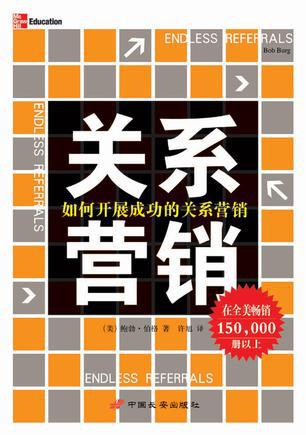 Mc
Graw
Hill
Education
ENDLESS REFERRALS
Bob Burg
ENDLESS REFERRALS
关系
如何开展成功的关系营销
营销
在全美畅销
150,000
册以上
(美) 鲍勃·伯格 著 许旭 译
ENDLESS REFERRALS
中国长安出版社